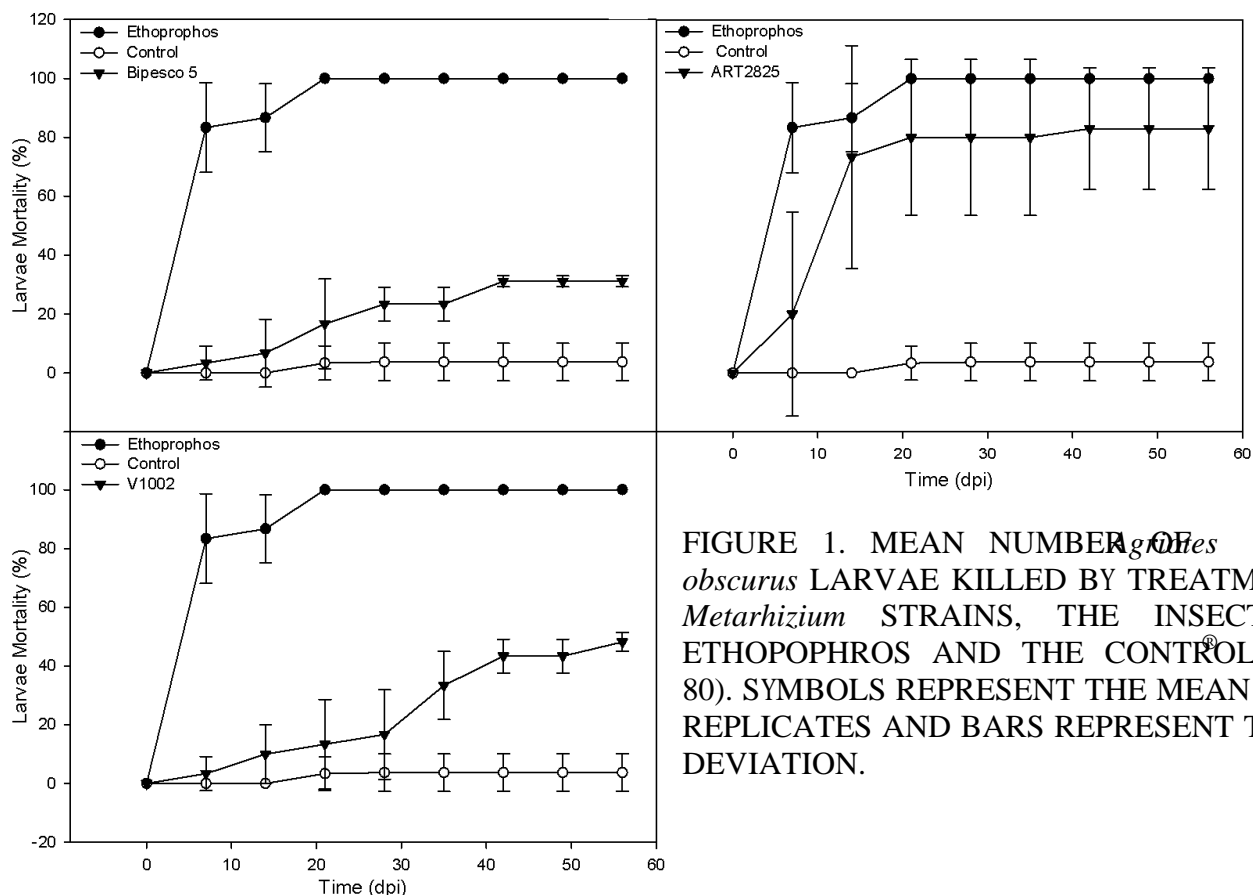 120
100
80
60
40
20
0
Larvae Mortality (%)
Ethoprophos
Control
Bipesco 5
Ethoprophos
Control
ART2825
0 10 20 30 40 50 60
Time (dpi)
100
80
60
40
20
0
-20
Larvae Mortality (%)
Ethoprophos
Control
V1002
0 10 20 30 40 50 60
Time (dpi)
FIGURE 1. MEAN NUMBER OF Agriotes
obscurus LARVAE KILLED BY TREATM
Metarhizium STRAINS, THE INSECT
ETHOPOPHROS AND THE CONTROL®
80). SYMBOLS REPRESENT THE MEAN
REPLICATES AND BARS REPRESENT T
DEVIATION.